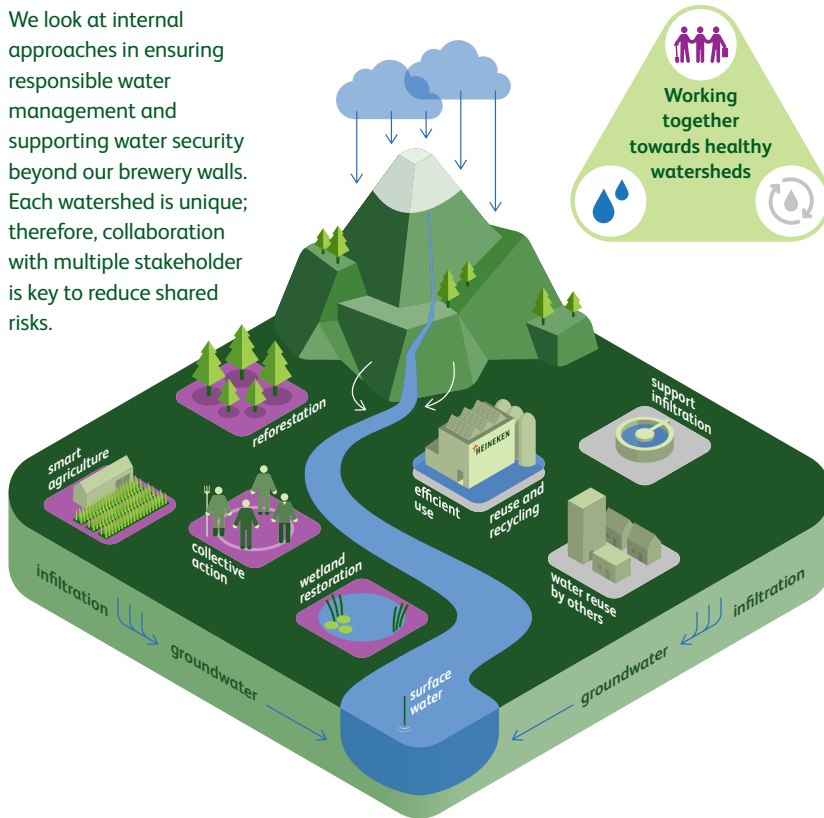 We look at internal
approaches in ensuring
responsible water
management and
supporting water security
beyond our brewery walls.
Each watershed is unique;
therefore, collaboration
with multiple stakeholder
is key to reduce shared
risks.
Working
together
towards healthy
watersheds
reforestation
support
infiltration
smart
agriculture
HEINEKEN
efficient
use
reuse and
recycling
collective
action
wetland
restoration
water reuse
by others
infiltration
groundwater
infiltration
groundwater
surface
water